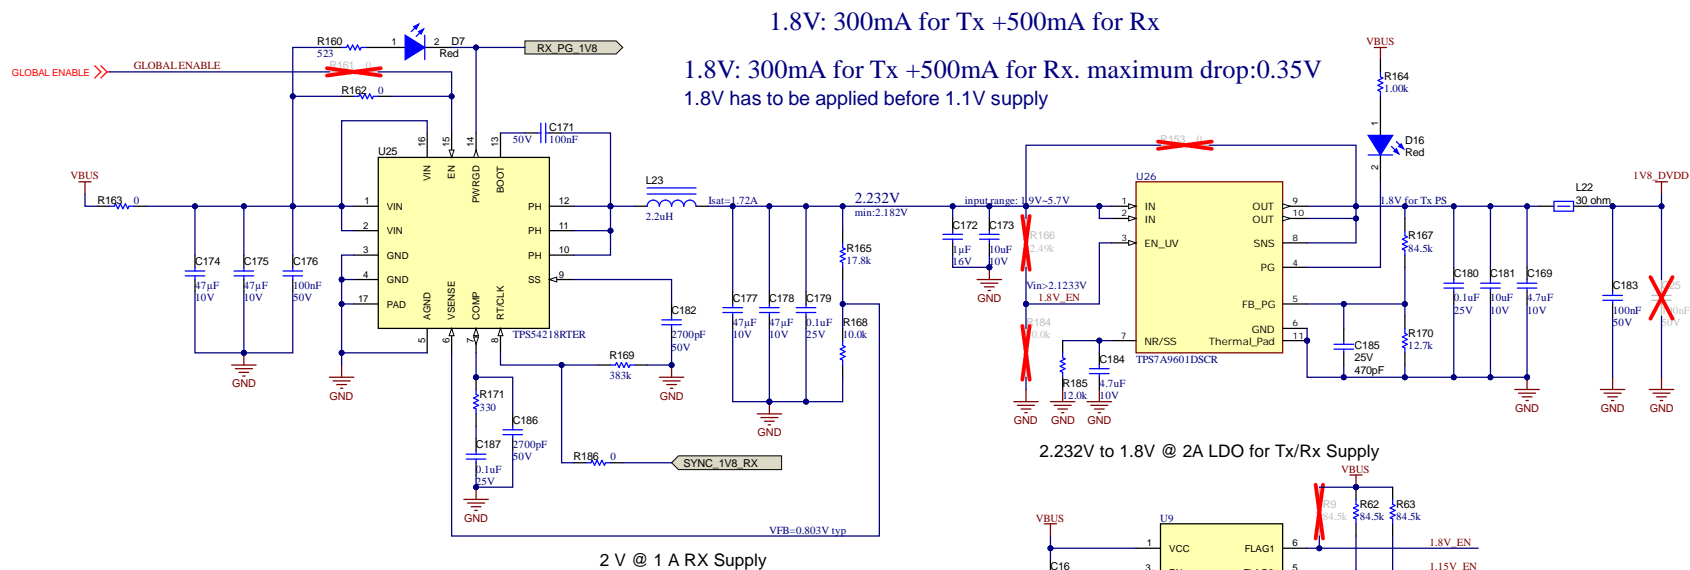 1.8V: 300mA for Tx +500mA for Rx
1.8V: 300mA for Tx +500mA for Rx. maximum drop:0.35V
1.8V has to be applied before 1.1V supply
R160
523
1
2
D7
Red
RX_PG_1V8
GLOBAL ENABLE
GLOBAL ENABLE
R161 0
R162 0
VBUS
R163 0
C174
47µF
10V
C175
47µF
10V
C176
100nF
50V
GND
U25
16
15
14
13
VIN
EN
PWRGD
BOOT
1 VIN
2 VIN
3 GND
4 GND
17 PAD
PH 12
PH 11
PH 10
SS 9
AGND
VSENSE
COMP
RT/CLK
5
6
7
8
TPS54218RTER
GND
50V
C171
100nF
L23
2.2uH
Isat=1.72A
2.232V
min:2.182V
C182
2700pF
50V
R169
383k
GND
R171
330
C186
2700pF
50V
C187
0.1uF
25V
GND
R186 0
SYNC_1V8_RX
C177
47µF
10V
C178
47µF
10V
C179
0.1uF
25V
GND
R165
17.8k
R168
10.0k
VFB=0.803V typ
2 V @ 1 A RX Supply
input range: 1.9V~5.7V
C172
1µF
16V
C173
10uF
10V
GND
R166
2.49k
Vin>2.1233V
1.8V_EN
R184
GND
R153 0
U26
1 IN
2 IN
3 EN_UV
7 NR/SS
OUT 9
OUT 10
SNS 8
PG 4
FB_PG 5
GND 6
Thermal_Pad 11
TPS7A9601DSCR
R185
12.0k
GND
C184
4.7uF
10V
GND
VBUS
R164
1.00k
1
D16
Red
2
1.8V for Tx PS
R167
84.5k
R170
12.7k
C185
25V
470pF
C180
0.1uF
25V
C181
10uF
10V
C169
4.7uF
10V
GND
L22
30 ohm
1V8_DVDD
C183
100nF
50V
GND
50V
GND
2.232V to 1.8V @ 2A LDO for Tx/Rx Supply
VBUS
R9
84.5k
R62
84.5k
R63
84.5k
VBUS
C16
U9
1 VCC
3
FLAG1 6
5
1.8V_EN
1.15V_EN